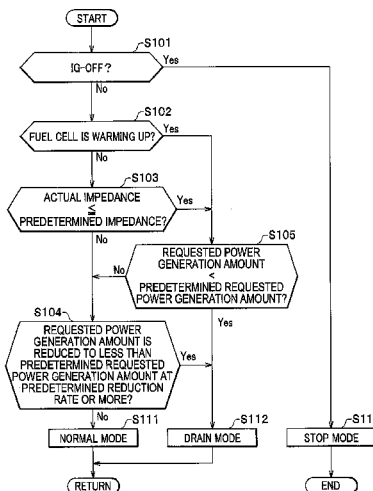 START
S101
IG-OFF?
Yes
No
S102
FUEL CELL IS WARMING UP?
Yes
No
S103
ACTUAL IMPEDANCE
≦
PREDETERMINED IMPEDANCE?
Yes
No
S105
REQUESTED POWER
GENERATION AMOUNT
<
PREDETERMINED REQUESTED
POWER GENERATION AMOUNT?
No
Yes
S104
REQUESTED POWER
GENERATION AMOUNT IS
REDUCED TO LESS THAN
PREDETERMINED REQUESTED
POWER GENERATION AMOUNT AT
PREDETERMINED REDUCTION
RATE OR MORE?
Yes
No
S111
NORMAL MODE
S112
DRAIN MODE
S11
STOP MODE
RETURN
END